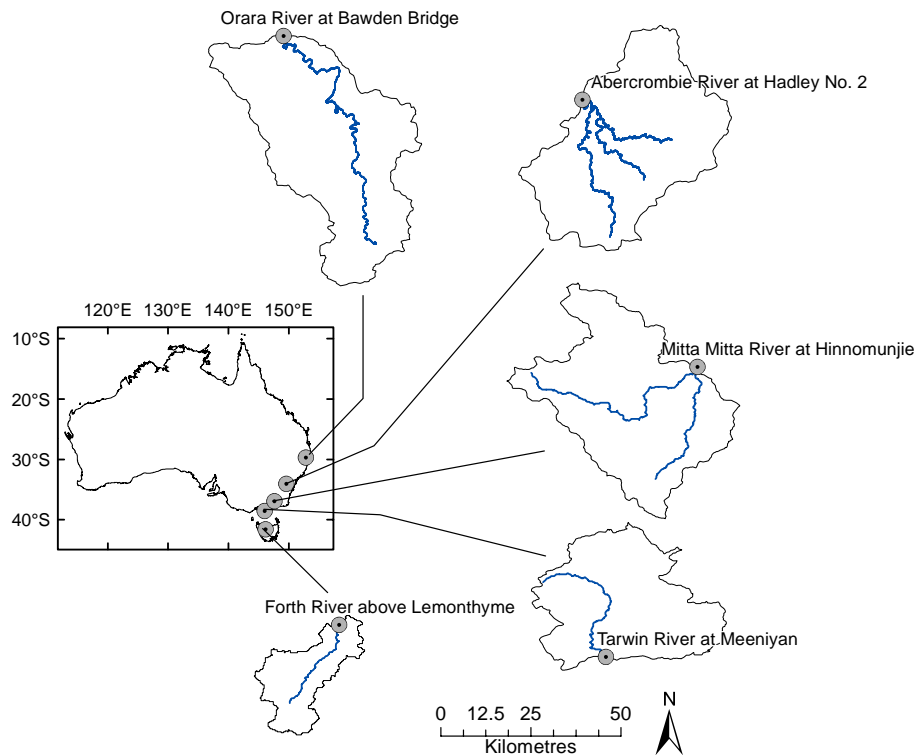 Orara River at Bawden Bridge
Abercrombie River at Hadley No. 2
120°E 130°E 140°E 150°E
10°S
20°S
30°S
40°S
Mitta Mitta River at Hinnomunjie
Forth River above Lemonthyme
Tarwin River at Meeniyan
0 12.5 25 50
Kilometres
N